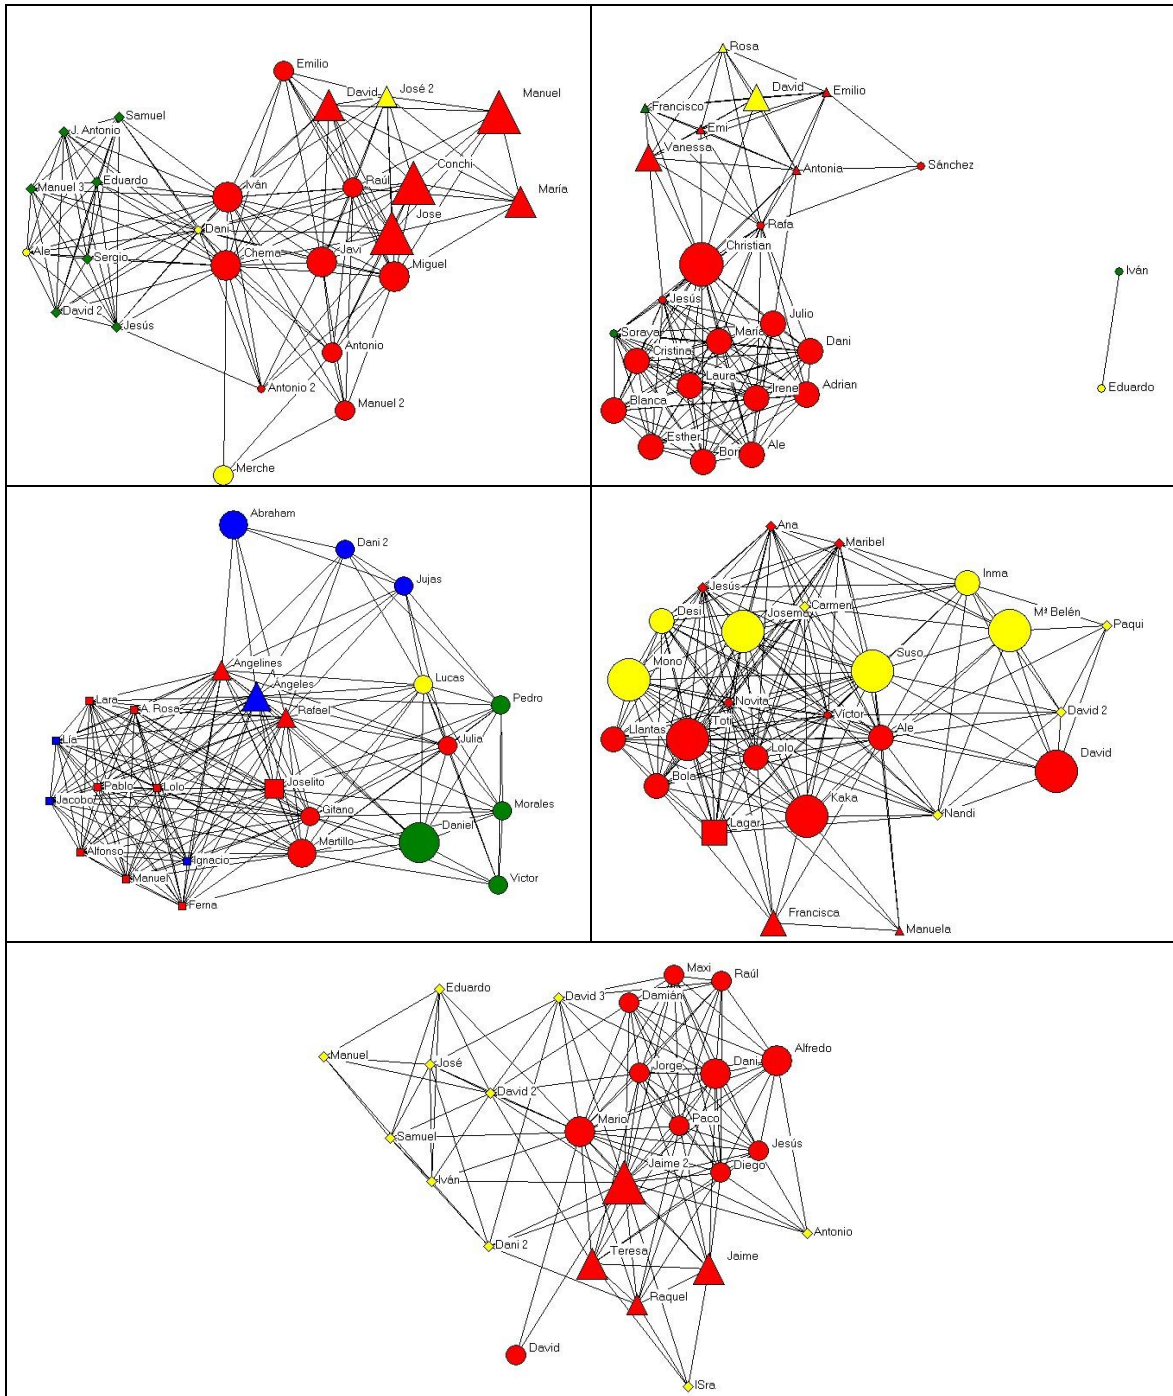 Emilio
David
José 2
Manuel
Samuel
J. Antonio
Conchi
Manuel 3
Eduardo
Iván
Raúl
María
Dani
Jose
Ale
Sergio
Chema
Javi
Miguel
David 2
Jesús
Antonio
Antonio 2
Manuel 2
Merche
Rosa
David
Emilio
Francisco
Emi
Vanessa
Antonia
Sánchez
Rafa
Christian
Iván
Jesús
Julio
Soraya
María
Dani
Cristina
Laura
Irene
Adrian
Eduardo
Blanca
Esther
Ale
Abraham
Dani 2
Jujas
Angelines
Lucas
Angeles
Pedro
Lara
A. Rosa
Rafael
Lía
Julia
Pablo
Lolo
Joselito
Jacobo
Gitano
Morales
Daniel
Alfonso
Ignacio
Martillo
Manuel
Victor
Ferna
Ana
Maribel
Jesús
Inma
Desi
Josema
Carmen
Mª Belén
Paqui
Mono
Suso
Novita
Víctor
David 2
Llantas
Toti
Ale
Lolo
David
Bola
Kaka
Nandi
Laqar
Francisca
Manuela
Maxi
Raúl
Eduardo
David 3
Damián
Manuel
José
Jorge
Dani
Alfredo
David 2
Mario
Paco
Samuel
Jesús
Iván
Jaime 2
Diego
Dani 2
Teresa
Jaime
Antonio
Raquel
David
ISra